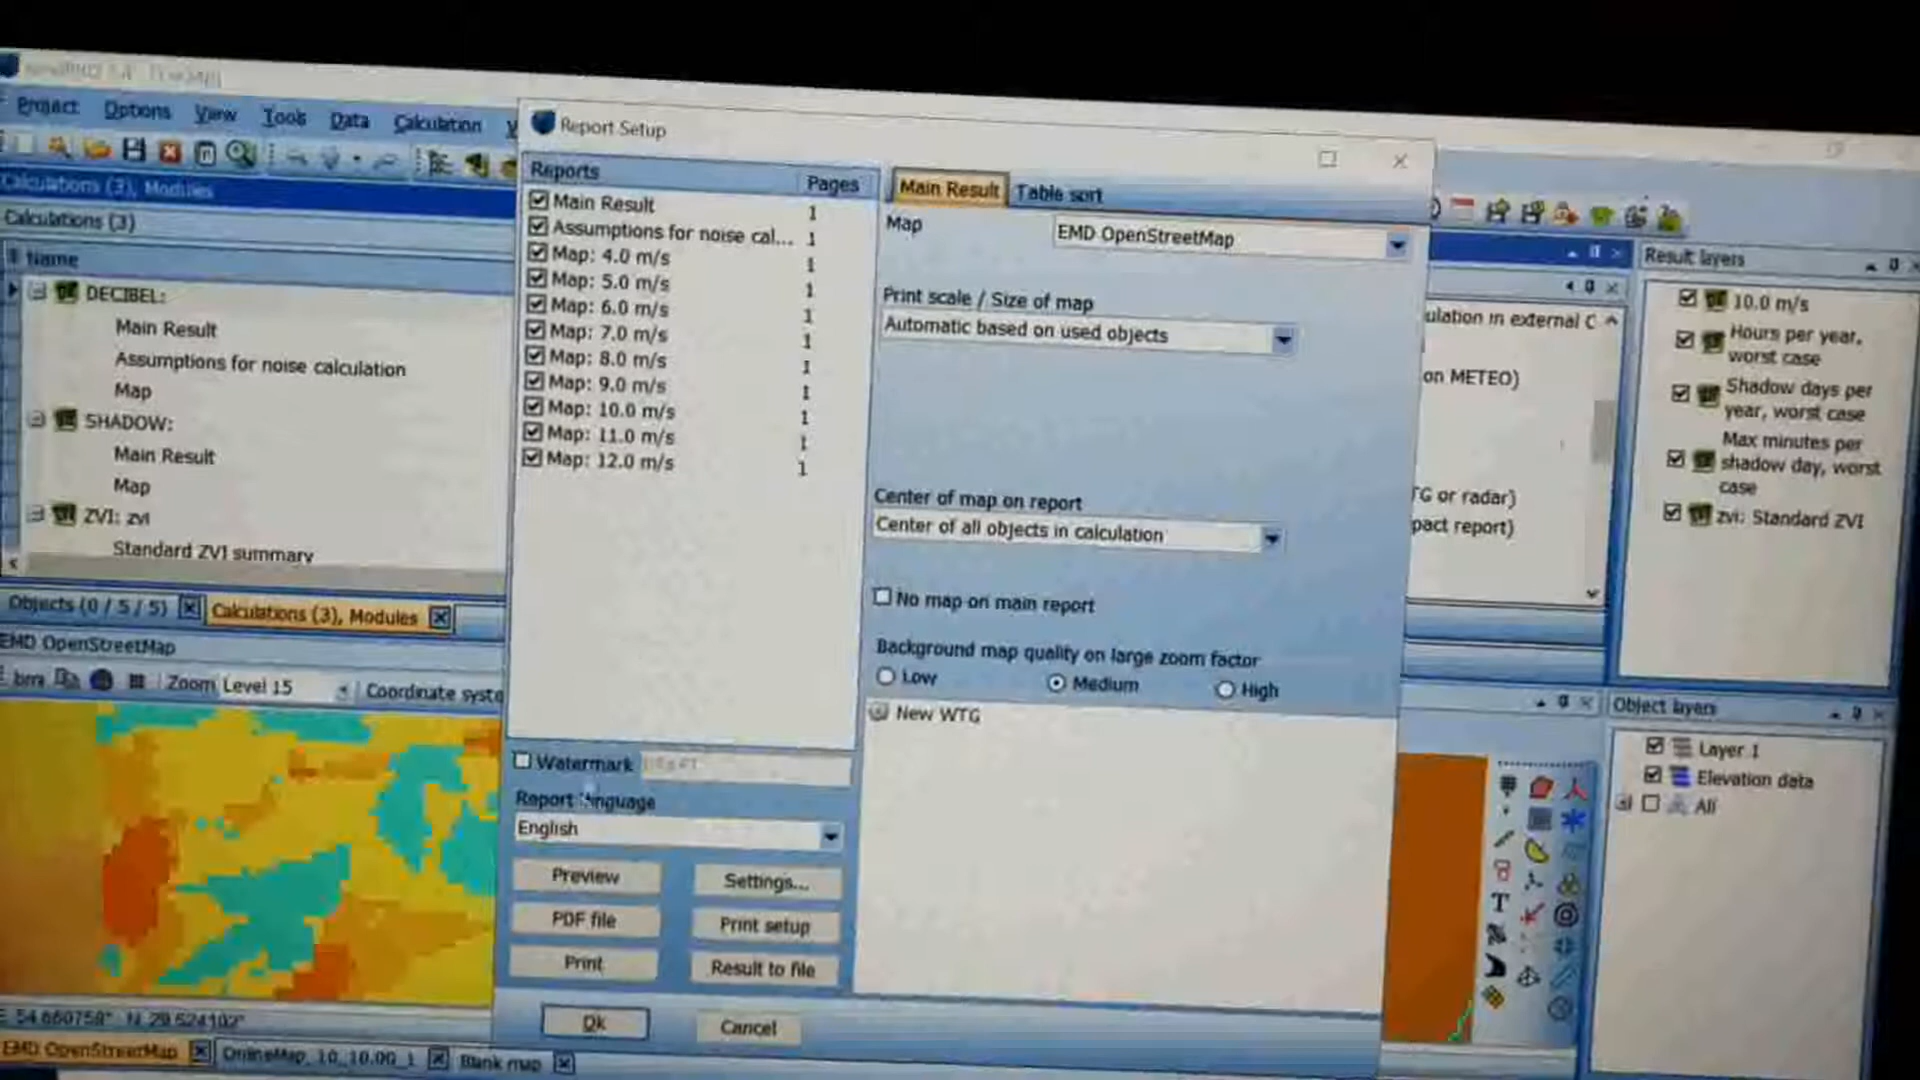 Project Options View Tools Data Calculation
Calculations (3), Modules
Calculations (3)
Name
DECIBEL:
Main Result
Assumptions for noise calculation
Map
SHADOW:
Main Result
Map
ZVI: zvi
Standard ZVI summary
Objects (0 / 5 / 5) Calculations (3), Modules
EMD OpenStreetMap
Zoom Level 15 Coordinate syste
N 29.524102°
EMD OpenStreetMap OnlineMap_10_10.00_1 Blank map
Report Setup
Reports Pages
Main Result 1
Assumptions for noise cal... 1
Map: 4.0 m/s 1
Map: 5.0 m/s 1
Map: 6.0 m/s 1
Map: 7.0 m/s 1
Map: 8.0 m/s 1
Map: 9.0 m/s 1
Map: 10.0 m/s 1
Map: 11.0 m/s 1
Map: 12.0 m/s 1
Watermark
Report language
English
Preview Settings...
PDF file Print setup
Print Result to file
Ok Cancel
Main Result Table sort
Map EMD OpenStreetMap
Print scale / Size of map
Automatic based on used objects
Center of map on report
Center of all objects in calculation
No map on main report
Background map quality on large zoom factor
Low Medium High
New WTG
ulation in external C
on METEO)
TG or radar)
pact report)
Result layers
10.0 m/s
Hours per year,
worst case
Shadow days per
year, worst case
Max minutes per
shadow day, worst
case
zvi: Standard ZVI
Object layers
Layer 1
Elevation data
All